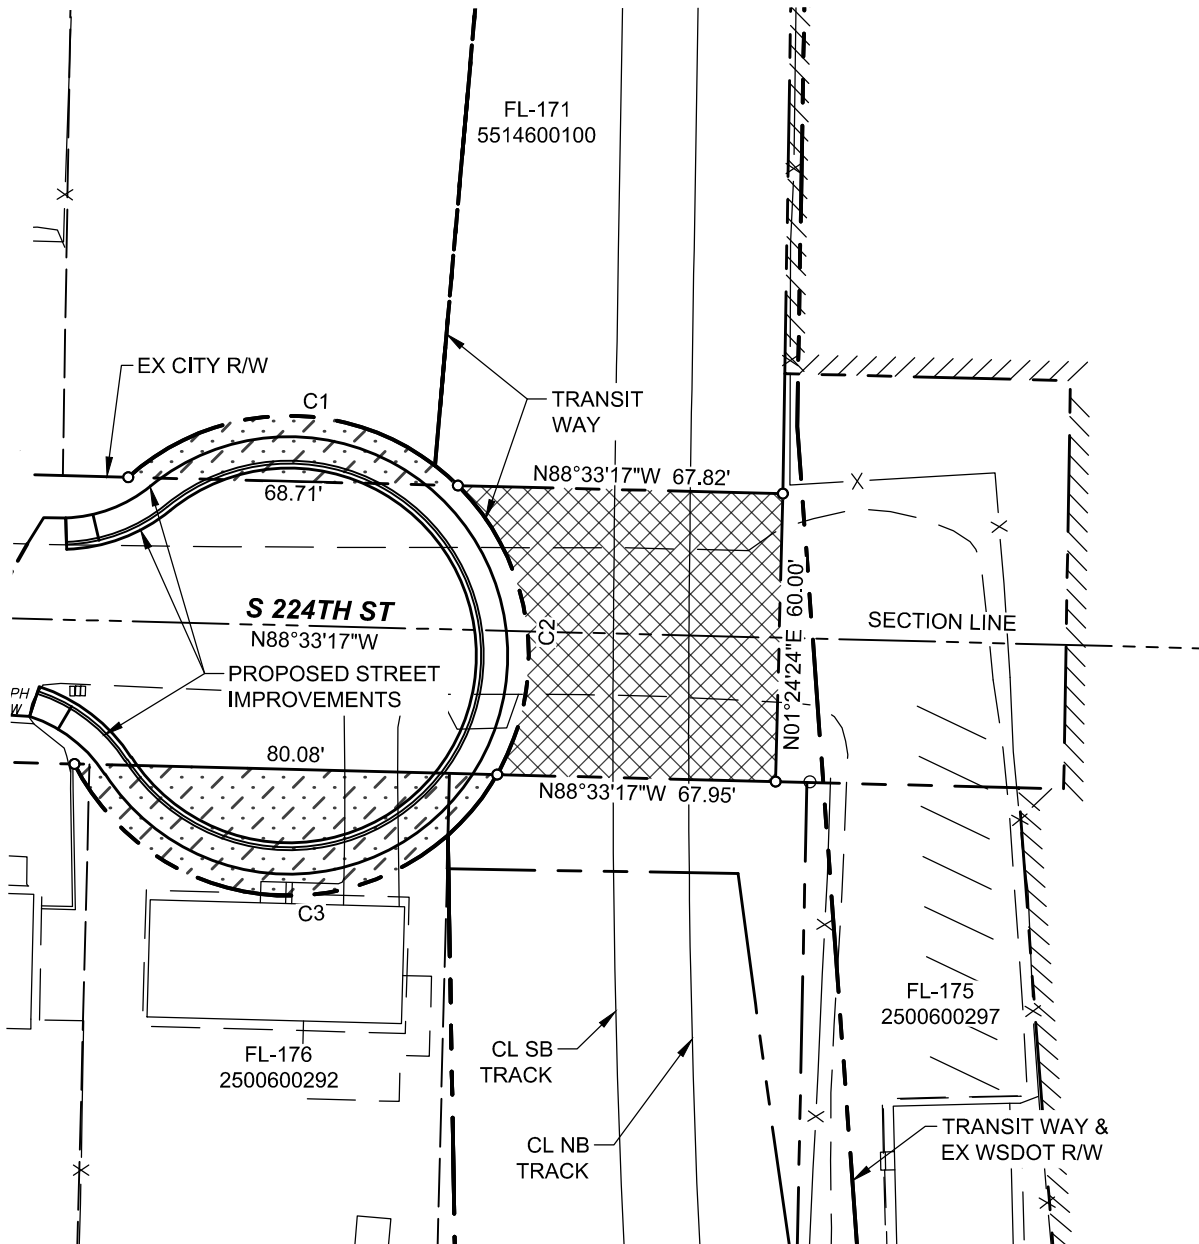 FL-171
5514600100
EX CITY R/W
C1
TRANSIT
WAY
N88°33'17"W 67.82'
68.71'
S 224TH ST
N88°33'17"W
C2
N01°24'24"E 60.00'
SECTION LINE
PROPOSED STREET
IMPROVEMENTS
PH
W
80.08'
N88°33'17"W 67.95'
C3
FL-175
2500600297
FL-176
2500600292
CL SB
TRACK
CL NB
TRACK
TRANSIT WAY &
EX WSDOT R/W